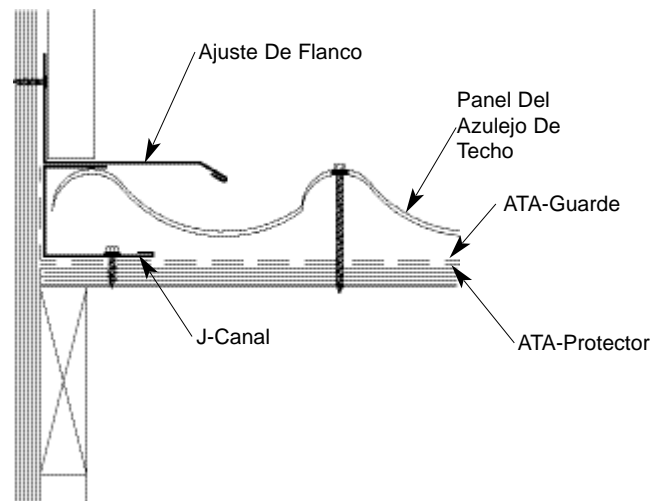 Ajuste De Flanco
Panel Del
Azulejo De
Techo
ATA-Guarde
J-Canal
ATA-Protector